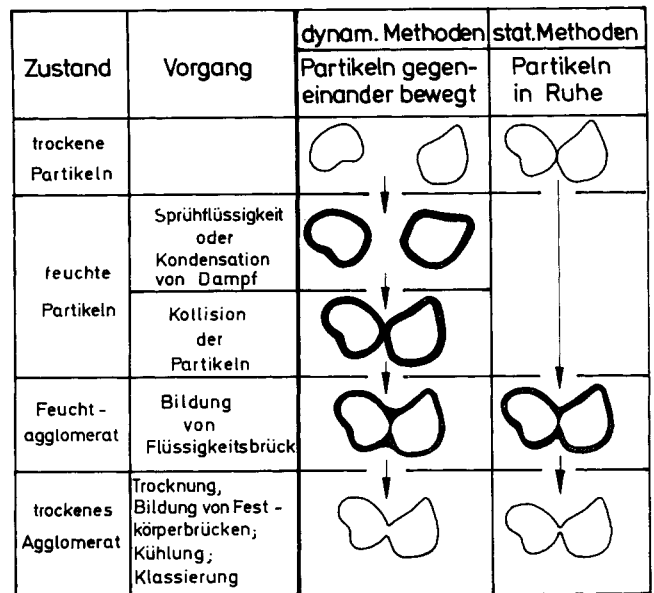 Zustand
Vorgang
dynam. Methoden
stat.Methoden
Partikeln gegen-
einander bewegt
Partikeln
in Ruhe
trockene
Partikeln
feuchte
Partikeln
Sprühflüssigkeit
oder
Kondensation
von Dampf
Kollision
der
Partikeln
Feucht-
agglomerat
Bildung
von
Flüssigkeitsbrück
trockenes
Agglomerat
Trocknung,
Bildung von Fest-
körperbrücken;
Kühlung;
Klassierung